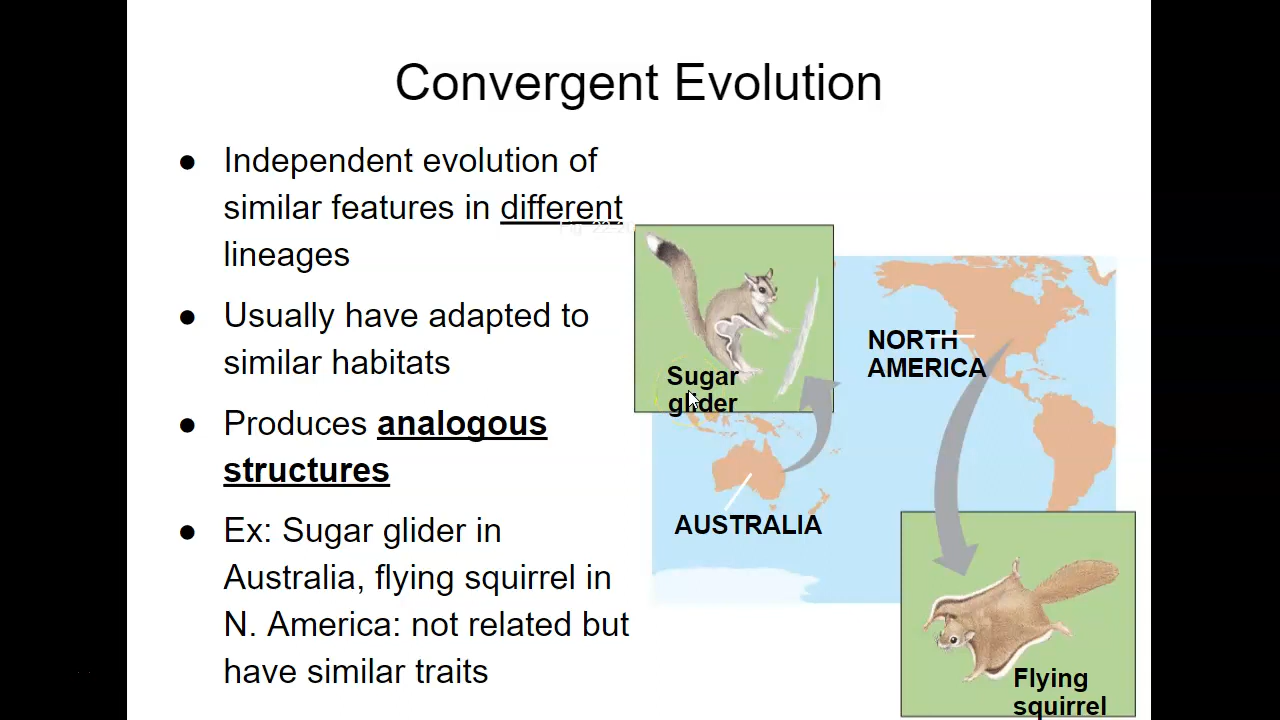 Convergent Evolution
● Independent evolution of
similar features in different
lineages
● Usually have adapted to
similar habitats
● Produces analogous
structures
● Ex: Sugar glider in
Australia, flying squirrel in
N. America: not related but
have similar traits
Sugar
glider
NORTH
AMERICA
AUSTRALIA
Flying
squirrel